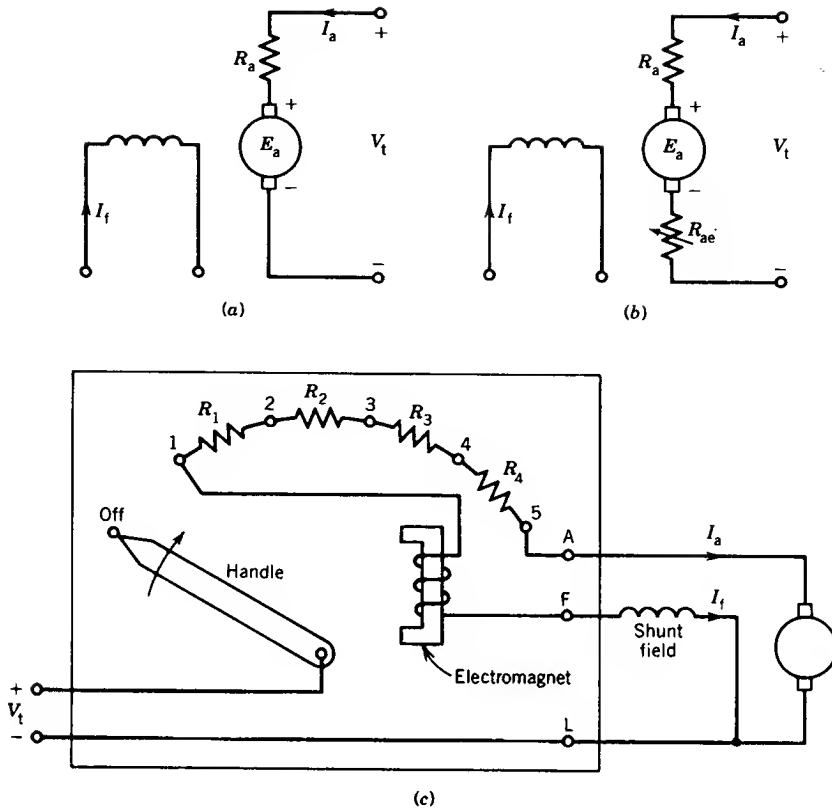 I_a
+
R_a
+
E_a
V_t
−
I_f
−
(a)
I_a
+
R_a
+
E_a
V_t
−
I_f
R_ae
−
(b)
1
R_1
2
R_2
3
R_3
4
R_4
5
Off
Handle
A
I_a
F
I_f
Shunt
field
Electromagnet
+
V_t
−
L
(c)